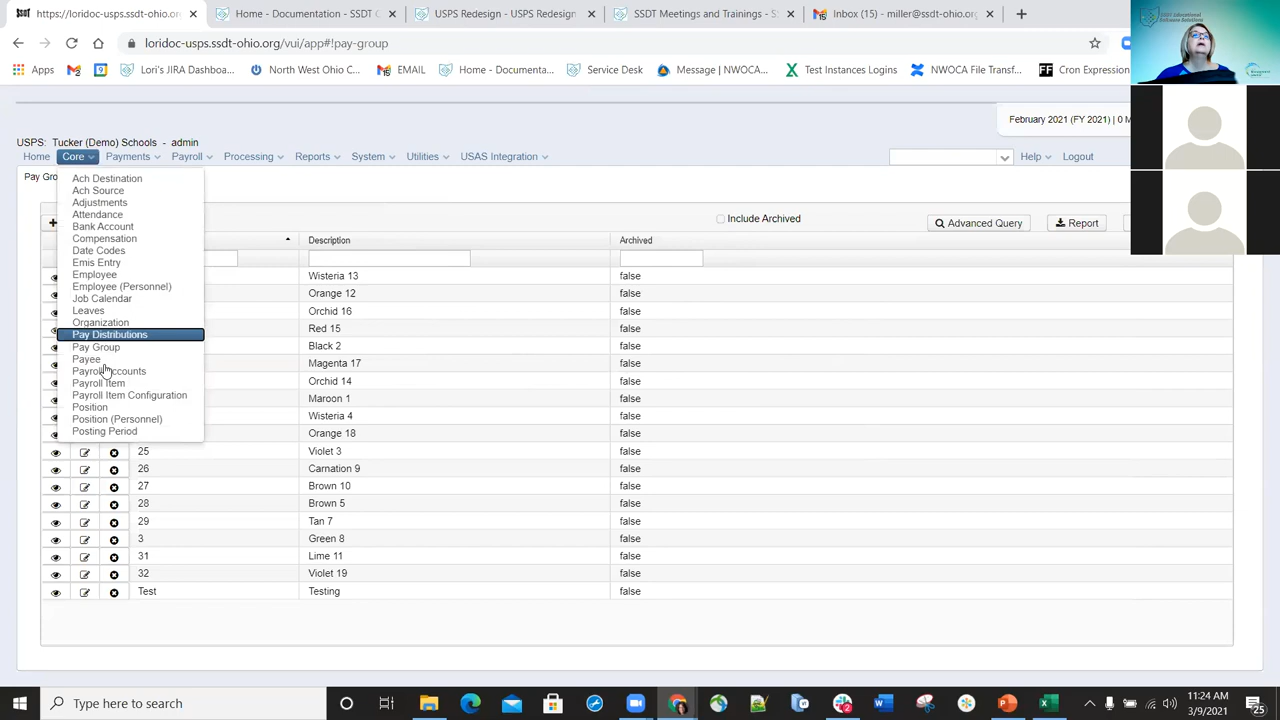 https://loridoc-usps.ssdt-ohio.org/
Home - Documentation - SSDT C
USPS Release Notes - USPS Redesign
SSDT Meetings and Trainings - S
Inbox (15) - miller@ssdt-ohio.org
loridoc-usps.ssdt-ohio.org/vui/app#!pay-group
Apps
Lori's JIRA Dashboa...
North West Ohio C...
EMAIL
Home - Documenta...
Service Desk
Message | NWOCA...
Test Instances Logins
NWOCA File Transf...
Cron Expression
February 2021 (FY 2021) | 0 M
USPS: Tucker (Demo) Schools - admin
Home Core Payments Payroll Processing Reports System Utilities USAS Integration Help Logout
Pay Gro
Ach Destination
Ach Source
Adjustments
Attendance
Bank Account
Compensation
Date Codes
Emis Entry
Employee
Employee (Personnel)
Job Calendar
Leaves
Organization
Pay Distributions
Pay Group
Payee
Payroll Accounts
Payroll Item
Payroll Item Configuration
Position
Position (Personnel)
Posting Period
Include Archived
Advanced Query
Report
Description Archived
Wisteria 13 false
Orange 12 false
Orchid 16 false
Red 15 false
Black 2 false
Magenta 17 false
Orchid 14 false
Maroon 1 false
Wisteria 4 false
Orange 18 false
25 Violet 3 false
26 Carnation 9 false
27 Brown 10 false
28 Brown 5 false
29 Tan 7 false
3 Green 8 false
31 Lime 11 false
32 Violet 19 false
Test Testing false
Type here to search
11:24 AM
3/9/2021
25